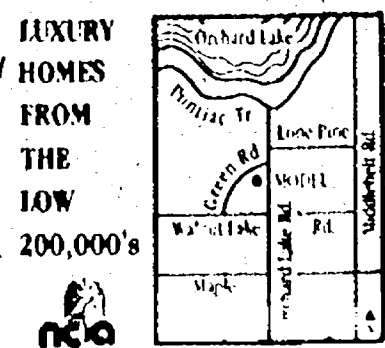 LUXURY
HOMES
FROM
THE
LOW
200,000's
Orchard Lake
Pontiac Tr
Lone Pine
Green Rd
MODEL
Walnut Lake Rd.
Maple
Orchard Lake Rd.
Middlebelt Rd.